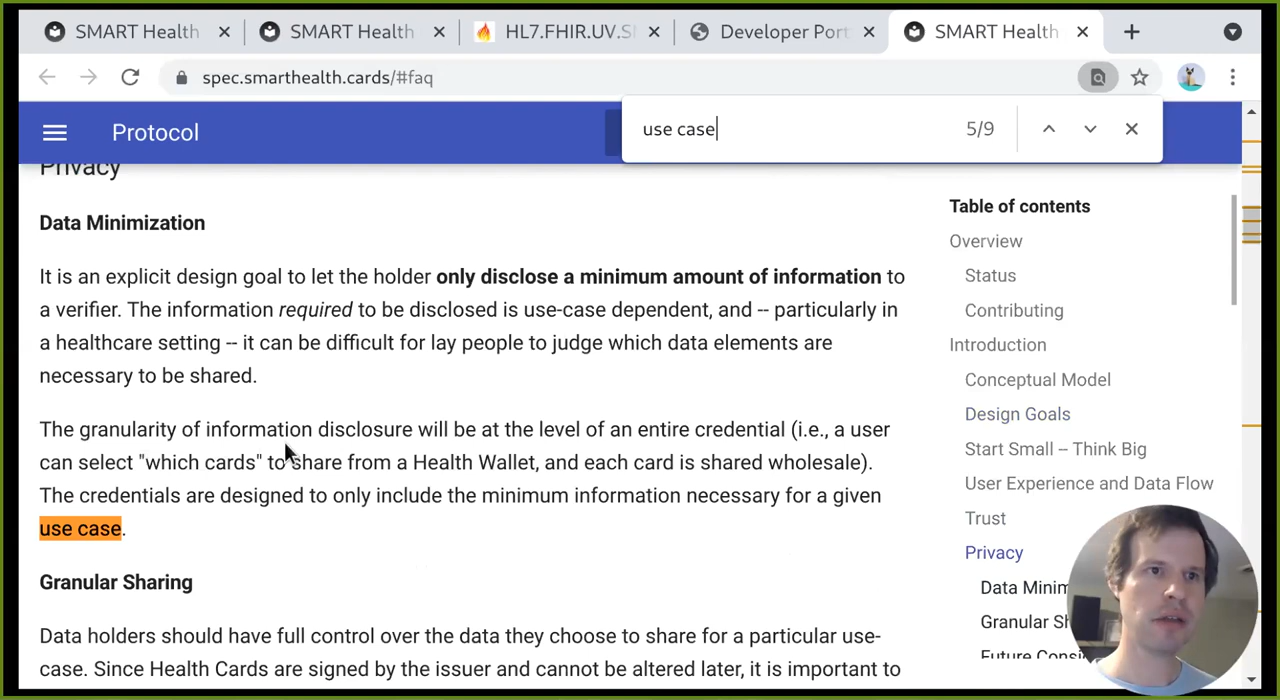 SMART Health
SMART Health
HL7.FHIR.UV.S
Developer Port
SMART Health
spec.smarthealth.cards/#faq
Protocol
use case
5/9
Privacy
Data Minimization
It is an explicit design goal to let the holder only disclose a minimum amount of information to
a verifier. The information required to be disclosed is use-case dependent, and -- particularly in
a healthcare setting -- it can be difficult for lay people to judge which data elements are
necessary to be shared.
The granularity of information disclosure will be at the level of an entire credential (i.e., a user
can select "which cards" to share from a Health Wallet, and each card is shared wholesale).
The credentials are designed to only include the minimum information necessary for a given
use case.
Granular Sharing
Data holders should have full control over the data they choose to share for a particular use-
case. Since Health Cards are signed by the issuer and cannot be altered later, it is important to
Table of contents
Overview
Status
Contributing
Introduction
Conceptual Model
Design Goals
Start Small – Think Big
User Experience and Data Flow
Trust
Privacy
Data Minim
Granular Sh
Future Consi